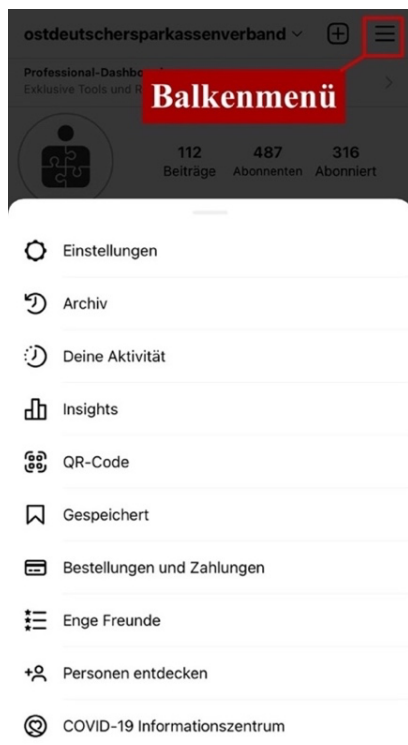 ostdeutschersparkassenverband
Professional-Dashbo
Exklusive Tools und R
Balkenmenü
112 487 316
Beiträge Abonnenten Abonniert
Einstellungen
Archiv
Deine Aktivität
Insights
QR-Code
Gespeichert
Bestellungen und Zahlungen
Enge Freunde
Personen entdecken
COVID-19 Informationszentrum